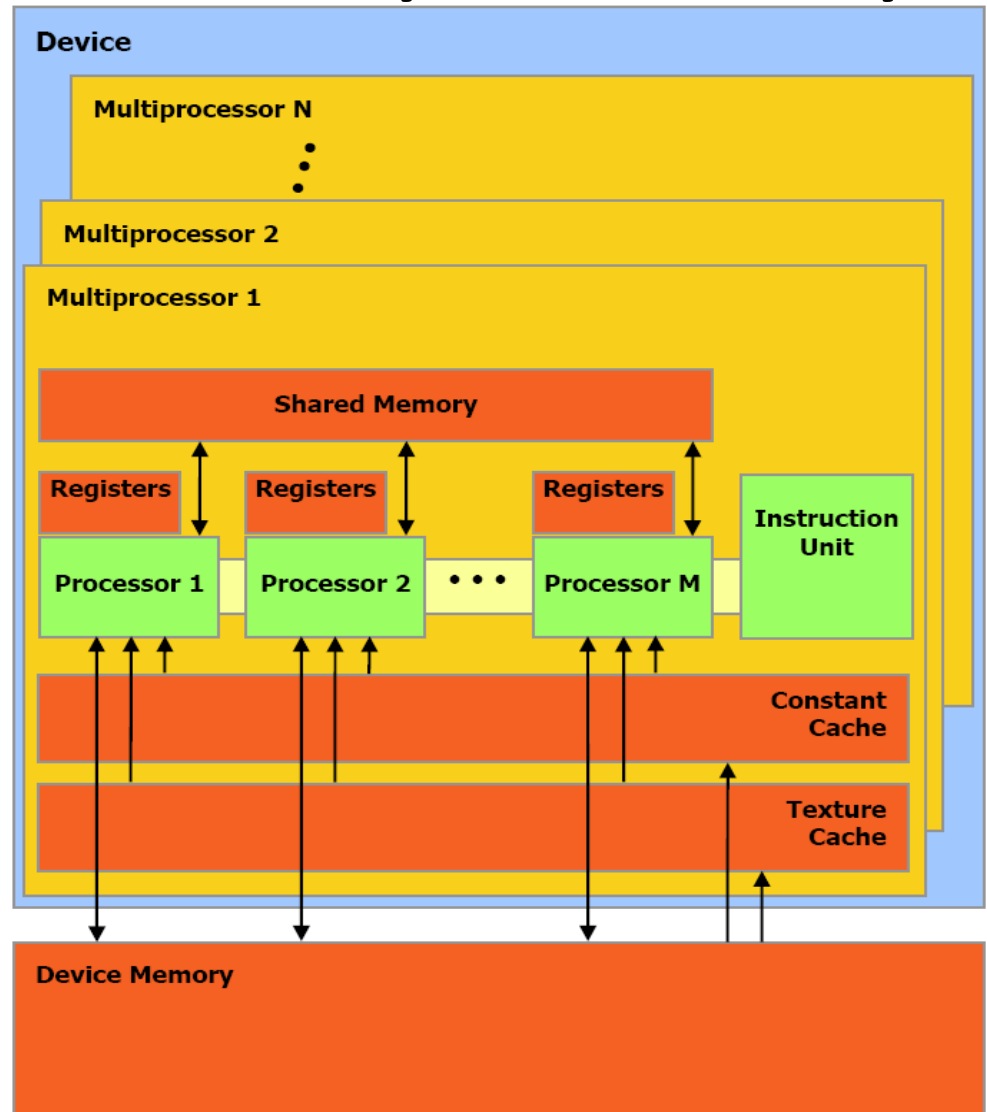 Device
Multiprocessor N
Multiprocessor 2
Multiprocessor 1
Shared Memory
Registers
Registers
Registers
Instruction
Unit
Processor 1
Processor 2
Processor M
Constant
Cache
Texture
Cache
Device Memory